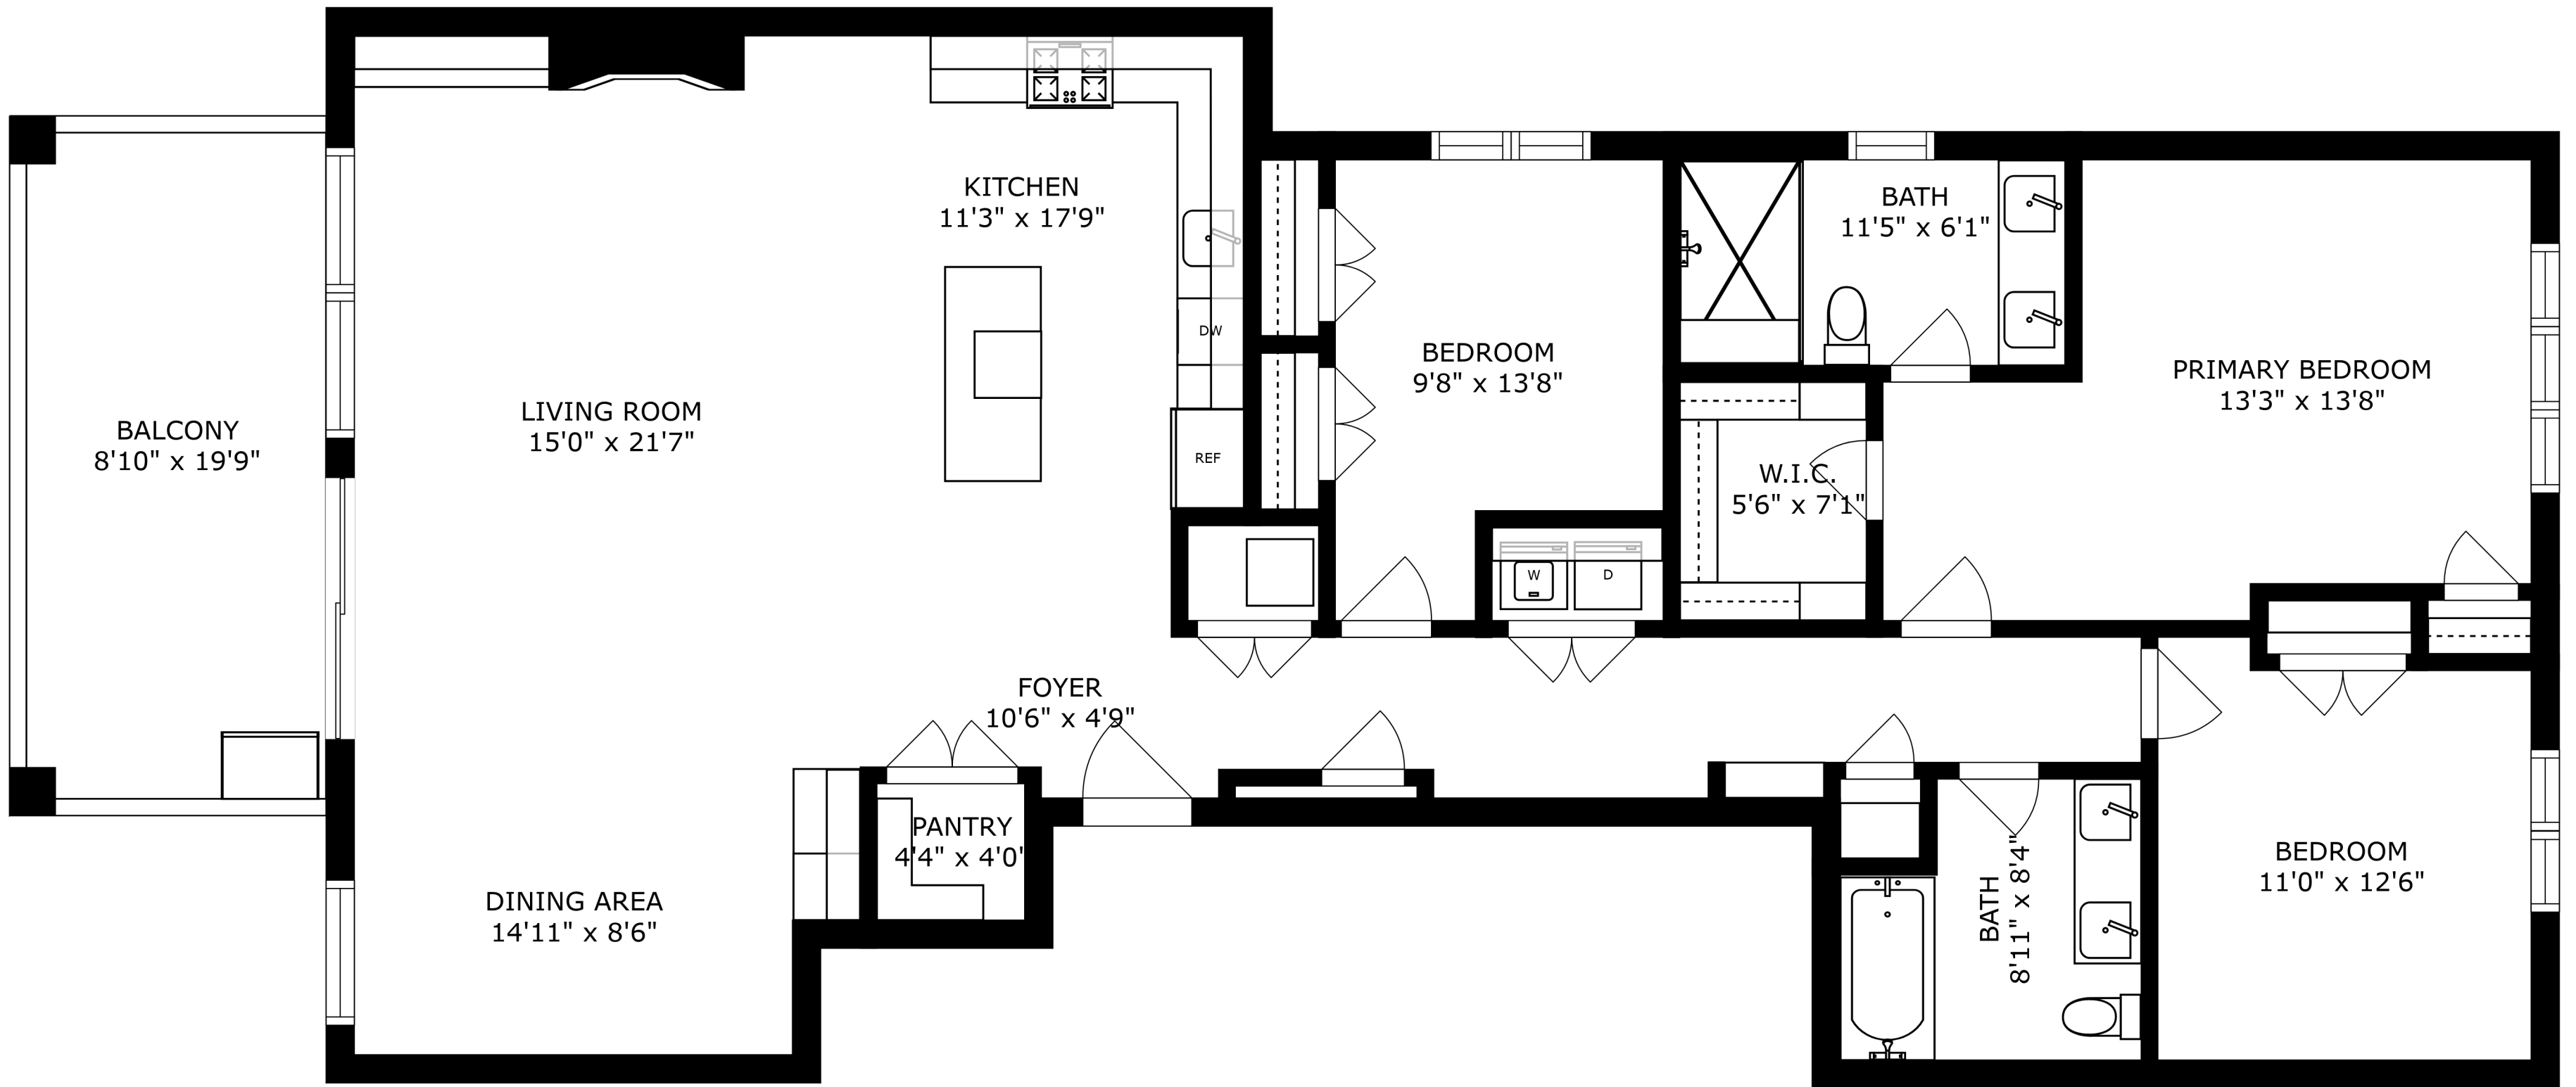 KITCHEN
11'3" x 17'9"
BATH
11'5" x 6'1"
DW
BEDROOM
9'8" x 13'8"
PRIMARY BEDROOM
13'3" x 13'8"
LIVING ROOM
15'0" x 21'7"
BALCONY
8'10" x 19'9"
REF
W.I.C.
5'6" x 7'1"
W
D
FOYER
10'6" x 4'9"
PANTRY
4'4" x 4'0'
BEDROOM
11'0" x 12'6"
DINING AREA
14'11" x 8'6"
BATH
8'11" x 8'4"